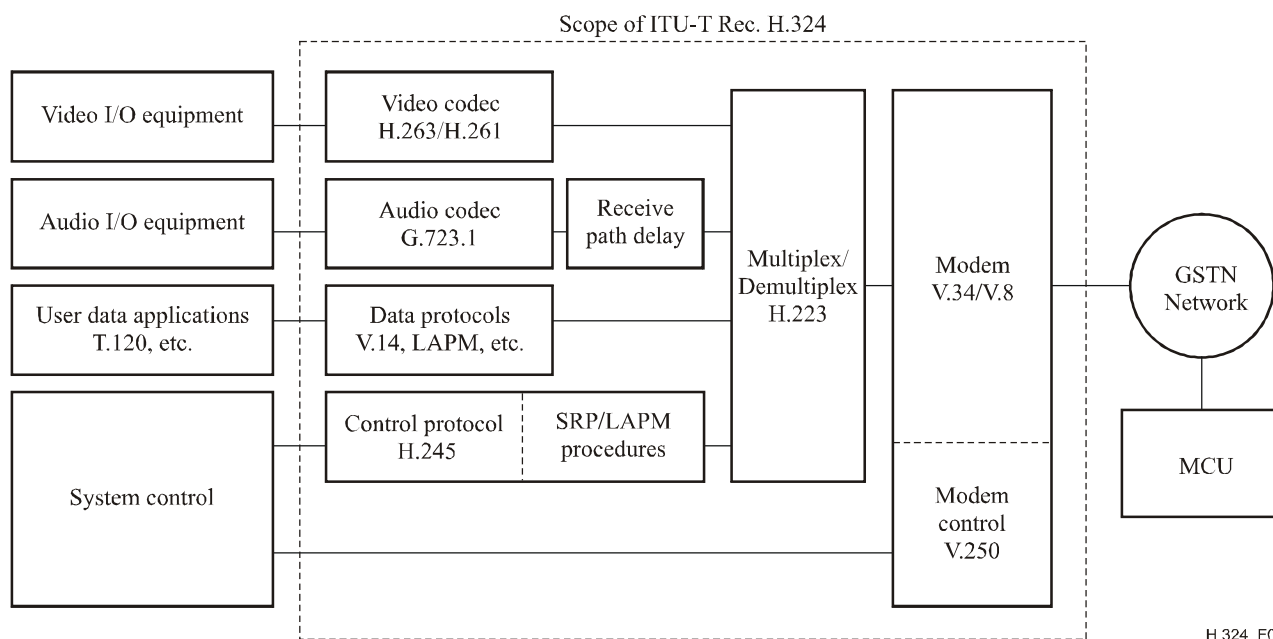 Scope of ITU-T Rec. H.324
Video I/O equipment
Video codec
H.263/H.261
Audio I/O equipment
Audio codec
G.723.1
Receive
path delay
Multiplex/
Demultiplex
H.223
Modem
V.34/V.8
GSTN
Network
User data applications
T.120, etc.
Data protocols
V.14, LAPM, etc.
System control
Control protocol
H.245
SRP/LAPM
procedures
Modem
control
V.250
MCU